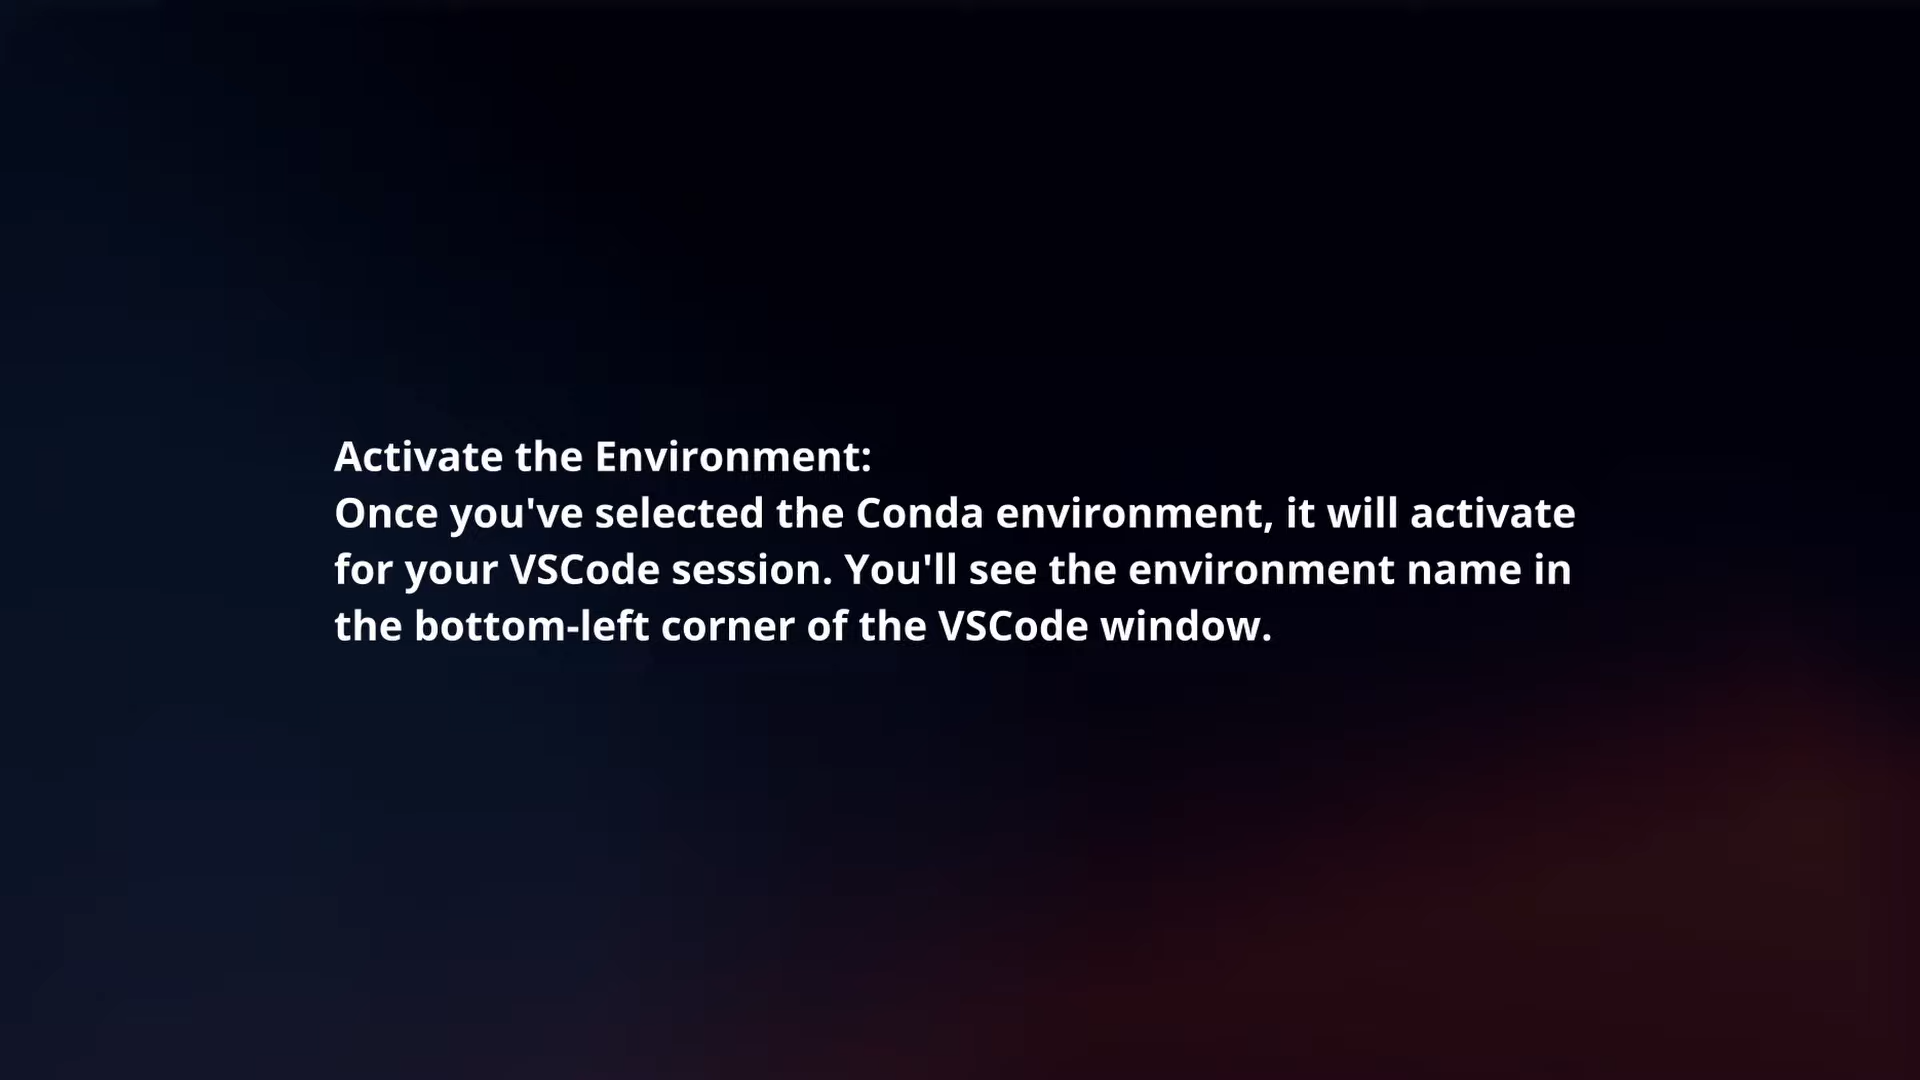 Activate the Environment:
Once you've selected the Conda environment, it will activate
for your VSCode session. You'll see the environment name in
the bottom-left corner of the VSCode window.